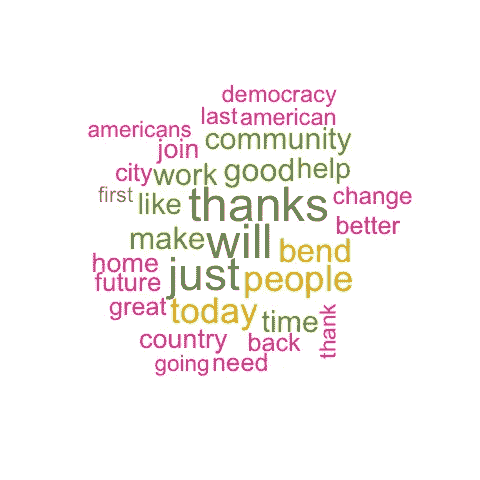 democracy
last american
americans
join community
city work good help
first like thanks change
better
make will bend
home just people
future
great today time thank
country back
going need